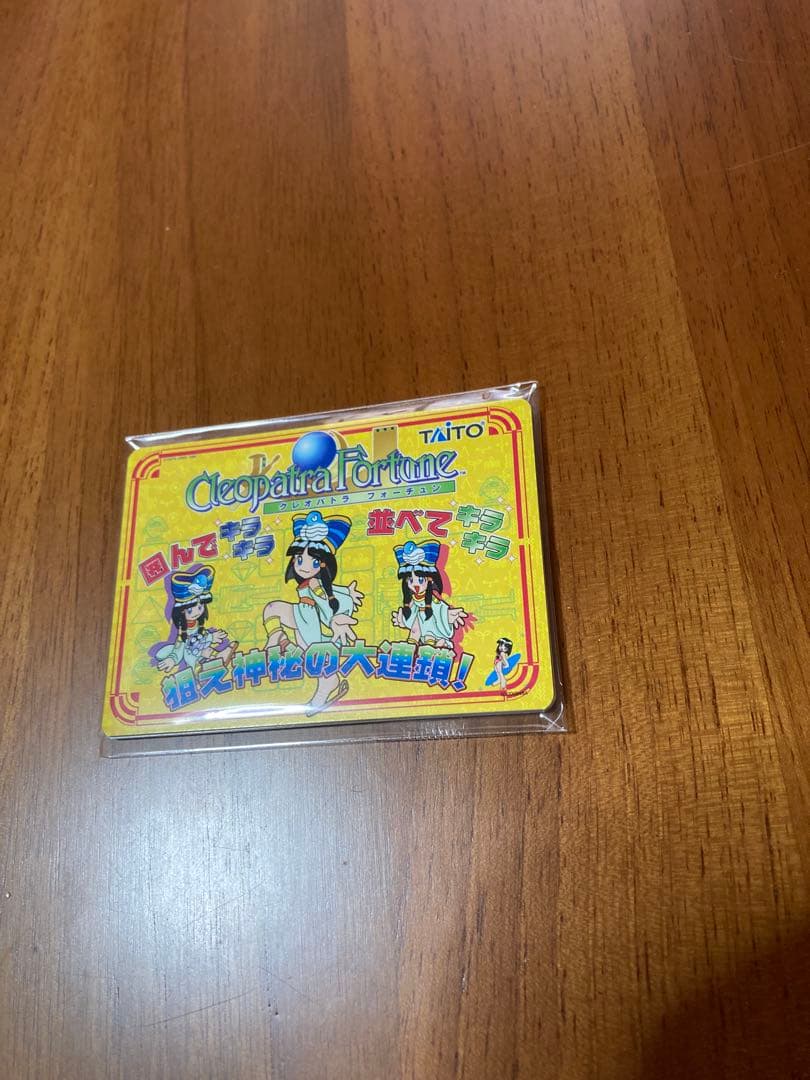 TAITO
Cleopatra Fortune
クレオパトラ フォーチュン
囲んで キラキラ
並べて キラキラ
狙え神秘の大連鎖!